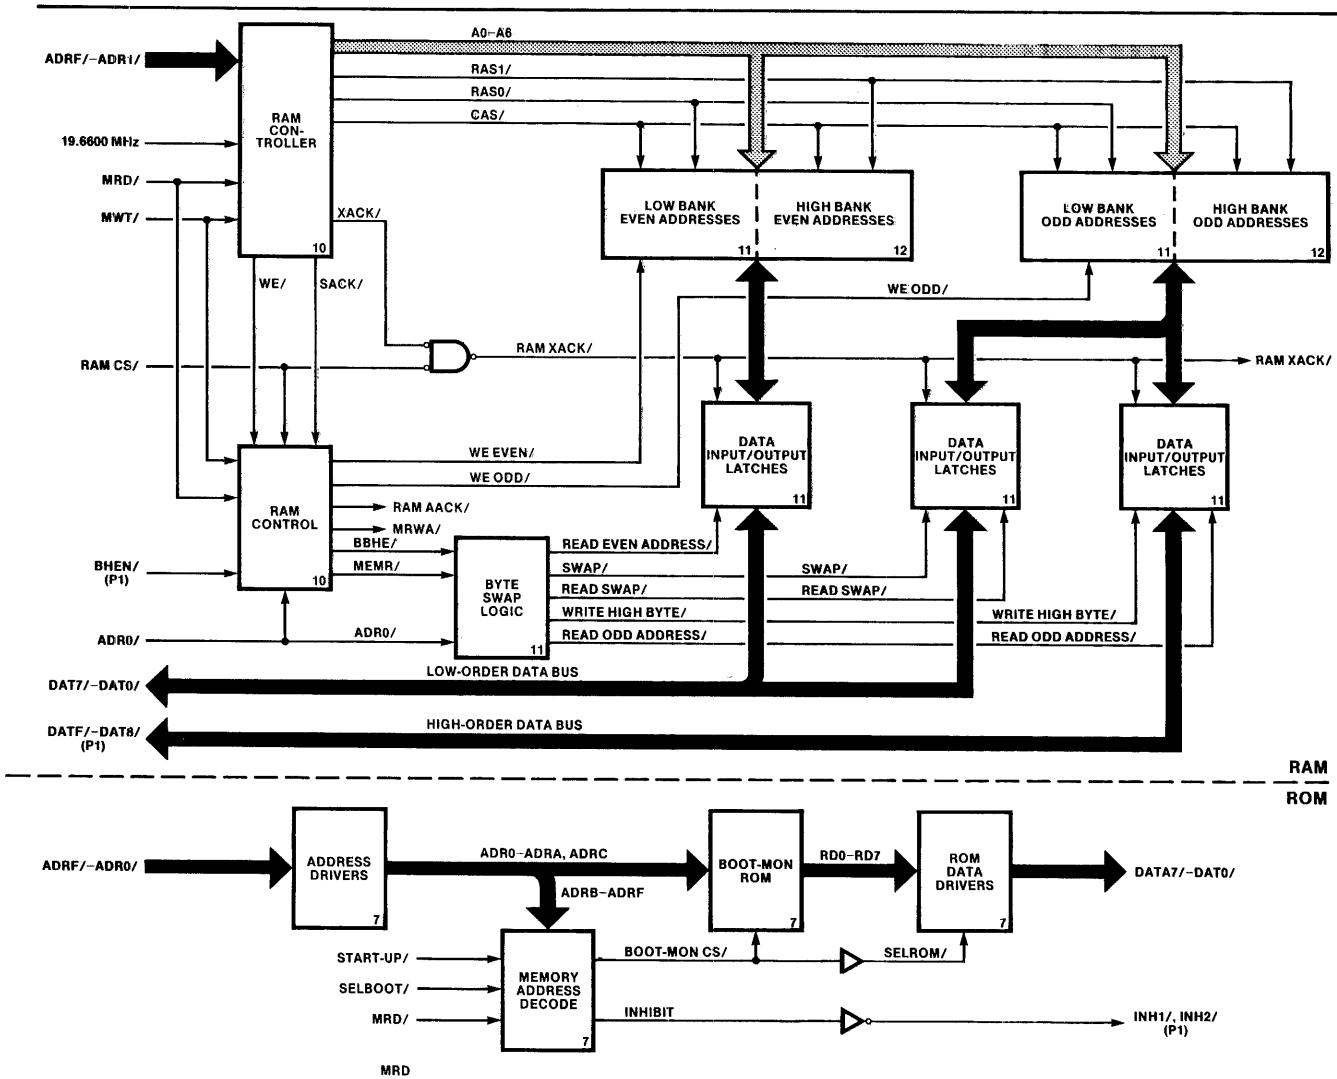 A0-A6
ADRF/-ADR1/
RAS1/
RAS0/
CAS/
RAM
CON-
TROLLER
10
19.6600 MHz
MRD/
MWT/
XACK/
LOW BANK
EVEN ADDRESSES
11
HIGH BANK
EVEN ADDRESSES
12
LOW BANK
ODD ADDRESSES
11
HIGH BANK
ODD ADDRESSES
12
WE/
SACK/
WE ODD/
RAM CS/
RAM XACK/
RAM XACK/
DATA
INPUT/OUTPUT
LATCHES
11
DATA
INPUT/OUTPUT
LATCHES
11
DATA
INPUT/OUTPUT
LATCHES
11
WE EVEN/
WE ODD/
RAM
CONTROL
10
RAM AACK/
MRWA/
BBHE/
MEMR/
BHEN/
(P1)
BYTE
SWAP
LOGIC
11
READ EVEN ADDRESS/
SWAP/
SWAP/
READ SWAP/
READ SWAP/
WRITE HIGH BYTE/
WRITE HIGH BYTE/
READ ODD ADDRESS/
READ ODD ADDRESS/
ADR0/
ADR0/
LOW-ORDER DATA BUS
DAT7/-DAT0/
HIGH-ORDER DATA BUS
DATF/-DAT8/
(P1)
RAM
ROM
ADRF/-ADR0/
ADDRESS
DRIVERS
7
ADR0-ADRA, ADRC
ADRB-ADRF
BOOT-MON
ROM
7
RD0-RD7
ROM
DATA
DRIVERS
7
DATA7/-DAT0/
START-UP/
SELBOOT/
MRD/
MEMORY
ADDRESS
DECODE
7
BOOT-MON CS/
SELROM/
INHIBIT
INH1/, INH2/
(P1)
MRD